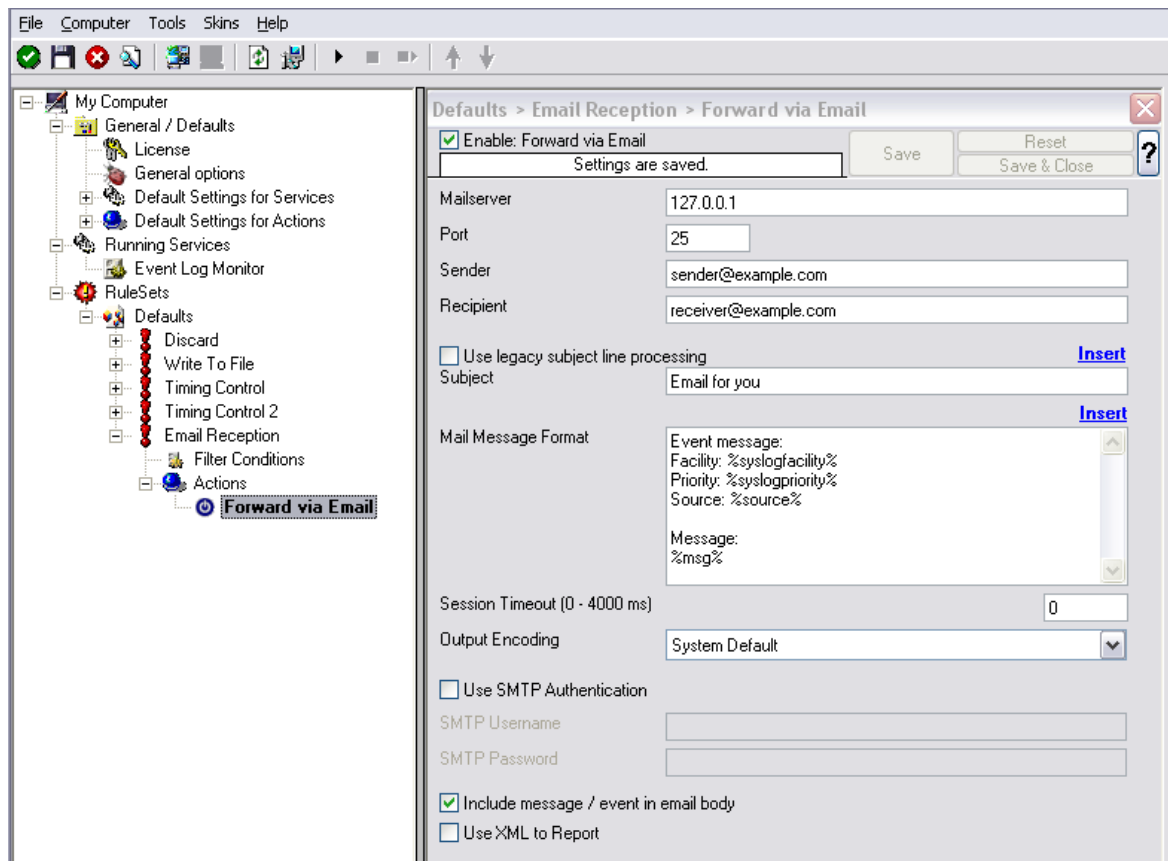 File Computer Tools Skins Help
My Computer
General / Defaults
License
General options
Default Settings for Services
Default Settings for Actions
Running Services
Event Log Monitor
RuleSets
Defaults
Discard
Write To File
Timing Control
Timing Control 2
Email Reception
Filter Conditions
Actions
Forward via Email
Defaults > Email Reception > Forward via Email
Enable: Forward via Email
Settings are saved.
Save
Reset
Save & Close
?
Mailserver 127.0.0.1
Port 25
Sender sender@example.com
Recipient receiver@example.com
Use legacy subject line processing Insert
Subject Email for you
Insert
Mail Message Format
Event message:
Facility: %syslogfacility%
Priority: %syslogpriority%
Source: %source%
Message:
%msg%
Session Timeout (0 - 4000 ms) 0
Output Encoding System Default
Use SMTP Authentication
SMTP Username
SMTP Password
Include message / event in email body
Use XML to Report